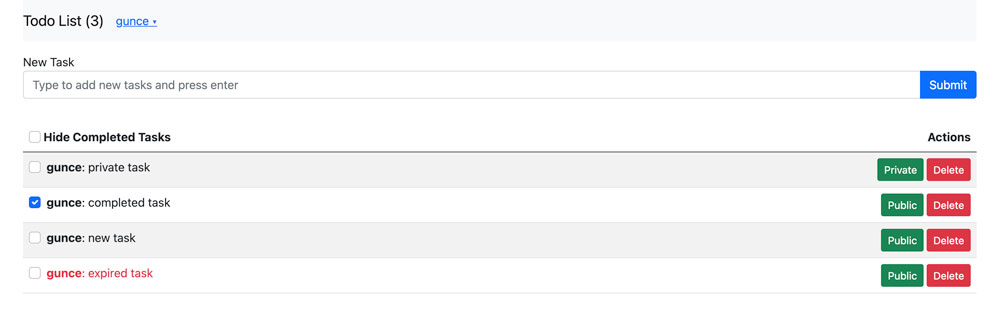 Todo List (3) gunce ▾
New Task
Type to add new tasks and press enter Submit
Hide Completed Tasks Actions
gunce: private task Private Delete
gunce: completed task Public Delete
gunce: new task Public Delete
gunce: expired task Public Delete